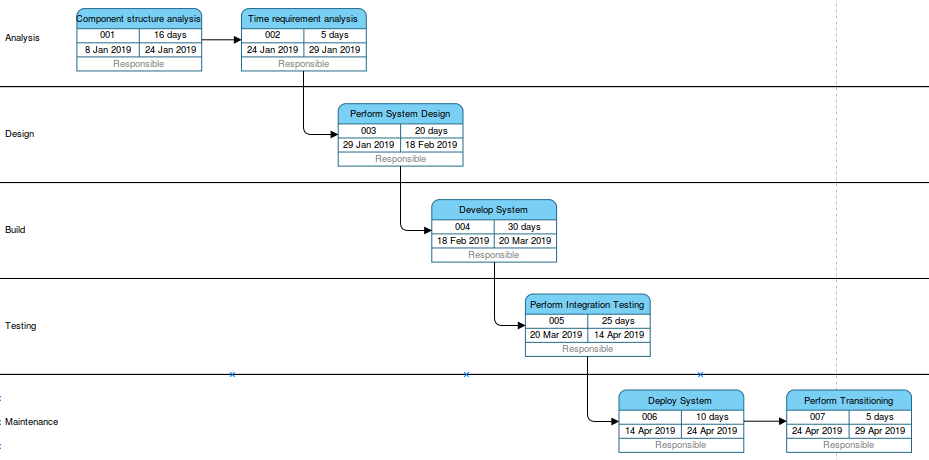 Analysis
Component structure analysis
001 16 days
8 Jan 2019 24 Jan 2019
Responsible
Time requirement analysis
002 5 days
24 Jan 2019 29 Jan 2019
Responsible
Design
Perform System Design
003 20 days
29 Jan 2019 18 Feb 2019
Responsible
Build
Develop System
004 30 days
18 Feb 2019 20 Mar 2019
Responsible
Testing
Perform Integration Testing
005 25 days
20 Mar 2019 14 Apr 2019
Responsible
Maintenance
Deploy System
006 10 days
14 Apr 2019 24 Apr 2019
Responsible
Perform Transitioning
007 5 days
24 Apr 2019 29 Apr 2019
Responsible